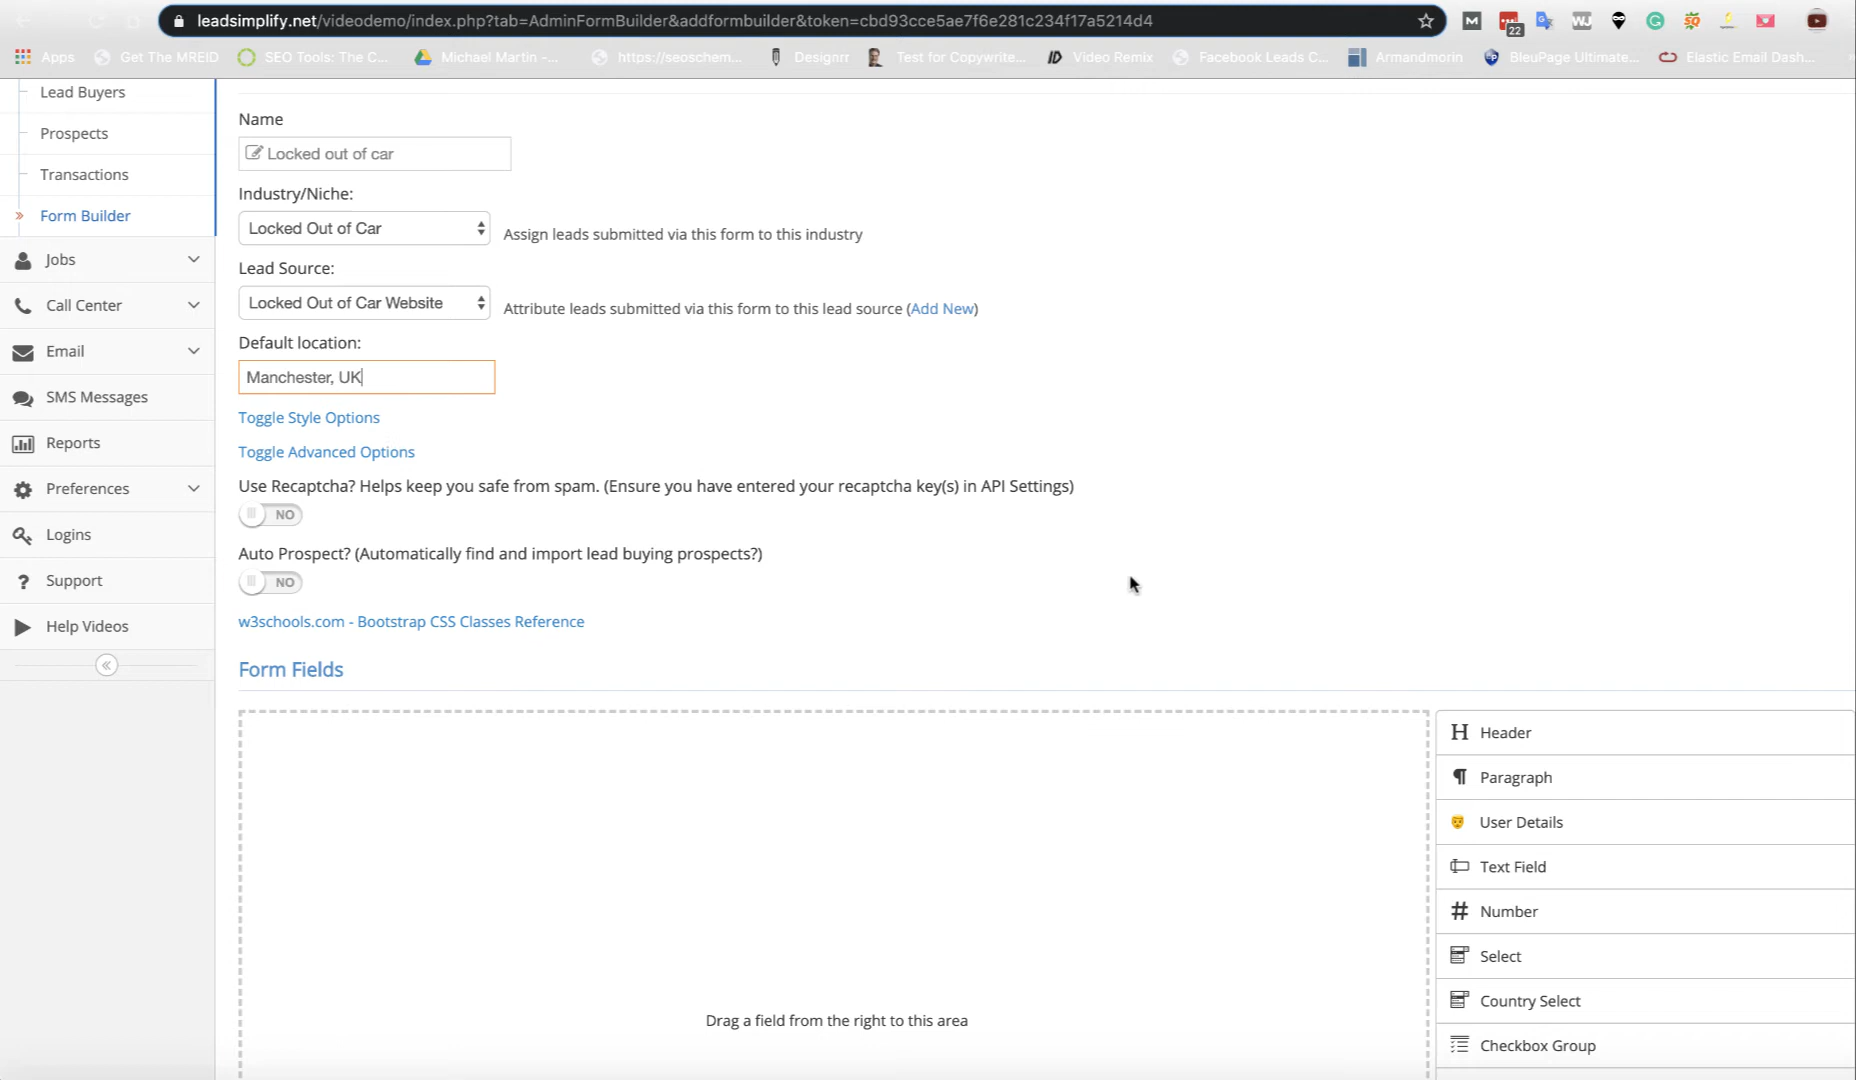 leadsimplify.net/videodemo/index.php?tab=AdminFormBuilder&addformbuilder&token=cbd93cce5ae7f6e281c234f17a5214d4
22
Apps
Get The MREID
SEO Tools: The C...
Michael Martin -...
https://seoschem...
Designrr
Test for Copywrite...
Video Remix
Facebook Leads C...
Armandmorin
BleuPage Ultimate...
Elastic Email Dash...
Lead Buyers
Prospects
Transactions
Form Builder
Jobs
Call Center
Email
SMS Messages
Reports
Preferences
Logins
Support
Help Videos
Name
Locked out of car
Industry/Niche:
Locked Out of Car
Assign leads submitted via this form to this industry
Lead Source:
Locked Out of Car Website
Attribute leads submitted via this form to this lead source (Add New)
Default location:
Manchester, UK
Toggle Style Options
Toggle Advanced Options
Use Recaptcha? Helps keep you safe from spam. (Ensure you have entered your recaptcha key(s) in API Settings)
NO
Auto Prospect? (Automatically find and import lead buying prospects?)
NO
w3schools.com - Bootstrap CSS Classes Reference
Form Fields
Drag a field from the right to this area
Header
Paragraph
User Details
Text Field
Number
Select
Country Select
Checkbox Group